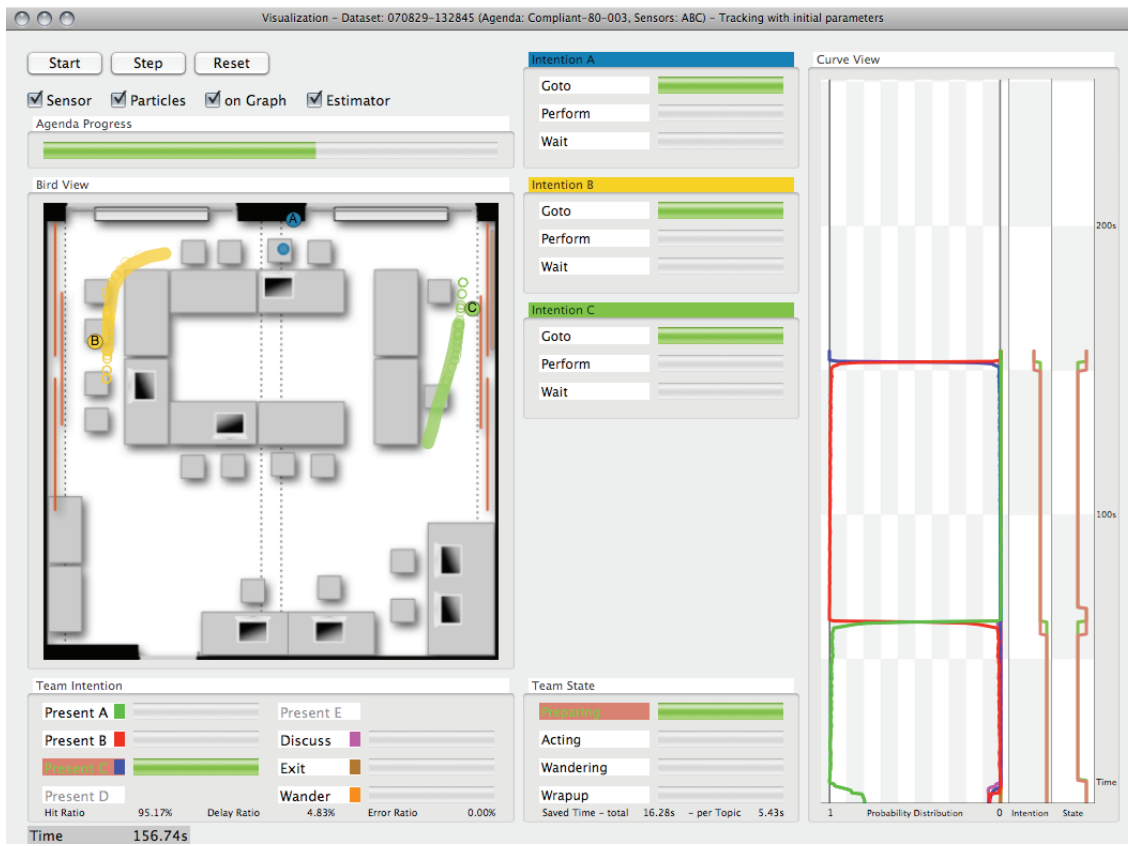 Visualization – Dataset: 070829-132845 (Agenda: Compliant-80-003, Sensors: ABC) – Tracking with initial parameters
Start Step Reset
Sensor Particles on Graph Estimator
Agenda Progress
Bird View
A
B
C
Intention A
Goto
Perform
Wait
Intention B
Goto
Perform
Wait
Intention C
Goto
Perform
Wait
Curve View
200s
100s
Time
1 Probability Distribution 0 Intention State
Team Intention
Present A
Present B
Present C
Present D
Present E
Discuss
Exit
Wander
Hit Ratio 95.17% Delay Ratio 4.83% Error Ratio 0.00%
Team State
Preparing
Acting
Wandering
Wrapup
Saved Time – total 16.28s – per Topic 5.43s
Time 156.74s